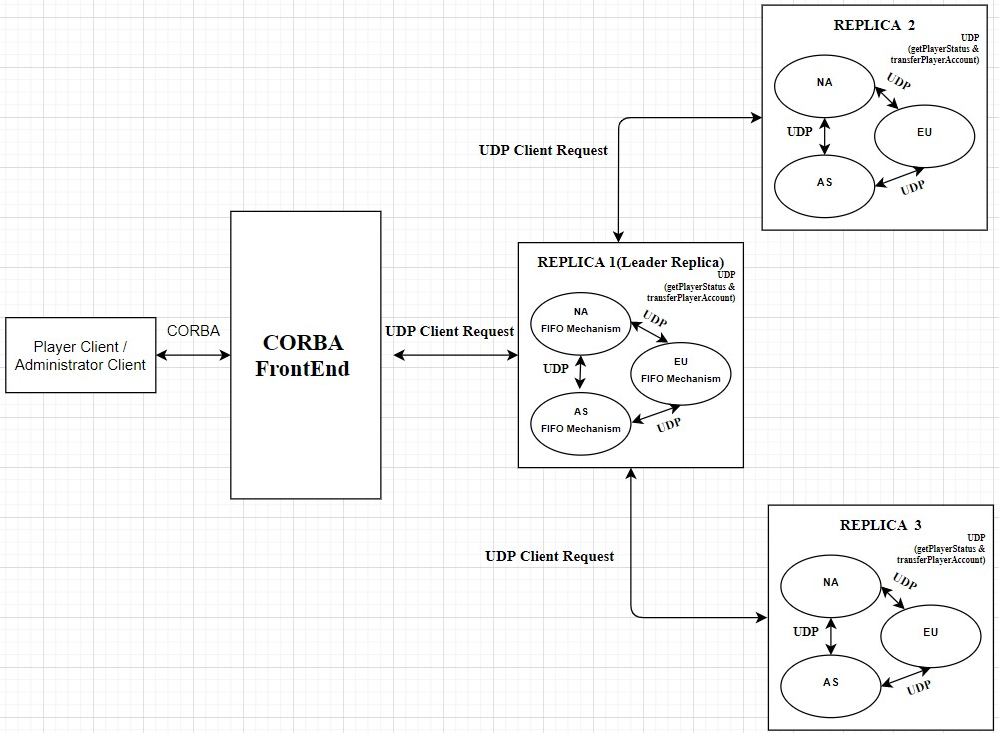 REPLICA 2
UDP
(getPlayerStatus &
transferPlayerAccount)
NA
UDP
UDP
EU
AS
UDP
UDP Client Request
REPLICA 1(Leader Replica)
UDP
(getPlayerStatus &
transferPlayerAccount)
NA
FIFO Mechanism
UDP
UDP
EU
FIFO Mechanism
AS
FIFO Mechanism
UDP
CORBA
Player Client /
Administrator Client
CORBA
FrontEnd
UDP Client Request
UDP Client Request
REPLICA 3
UDP
(getPlayerStatus &
transferPlayerAccount)
NA
UDP
UDP
EU
AS
UDP